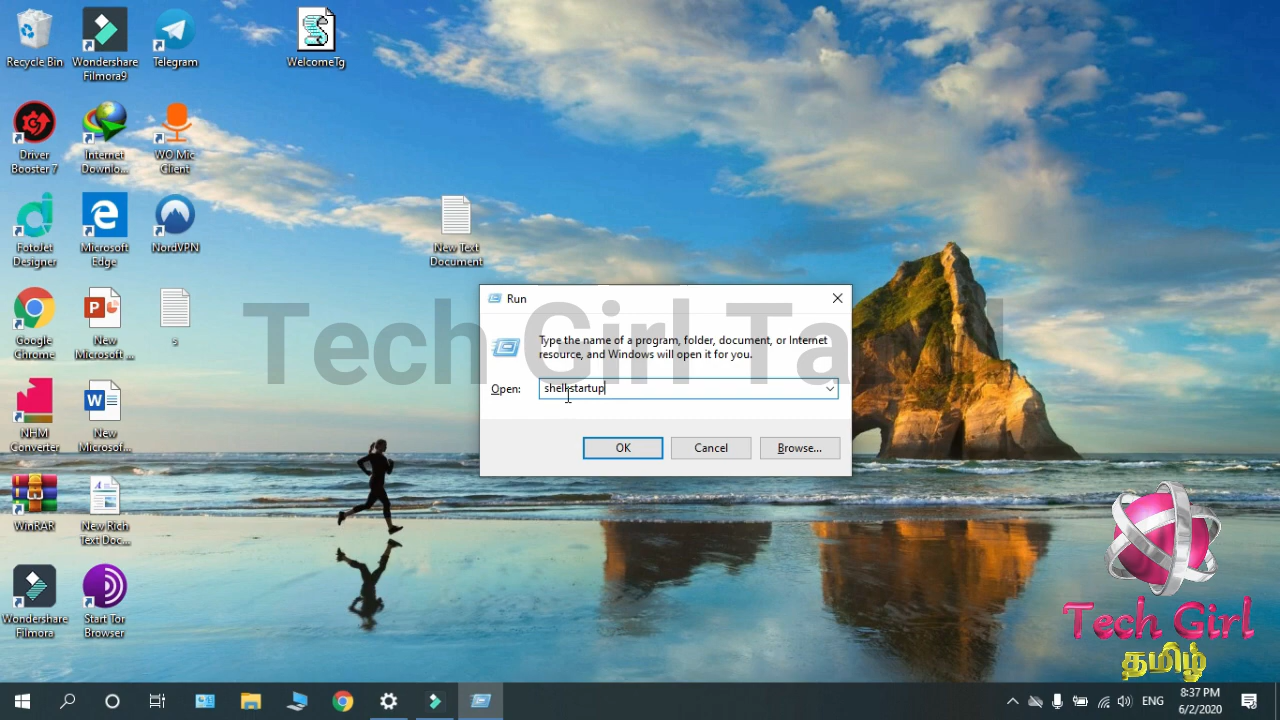 Recycle Bin
Wondershare
Filmora9
Telegram
WelcomeTg
Driver
Booster 7
Internet
Downlo...
WO Mic
Client
FotoJet
Designer
Microsoft
Edge
NordVPN
New Text
Document
Google
Chrome
New
Microsoft ...
s
NHM
Converter
New
Microsof...
WinRAR
New Rich
Text Doc...
Wondershare
Filmora
Start Tor
Browser
Tech Girl Ta
Run
Type the name of a program, folder, document, or Internet
resource, and Windows will open it for you.
Open:
shell:startup
OK
Cancel
Browse...
Tech Girl
தமிழ்
ENG
8:37 PM
6/2/2020